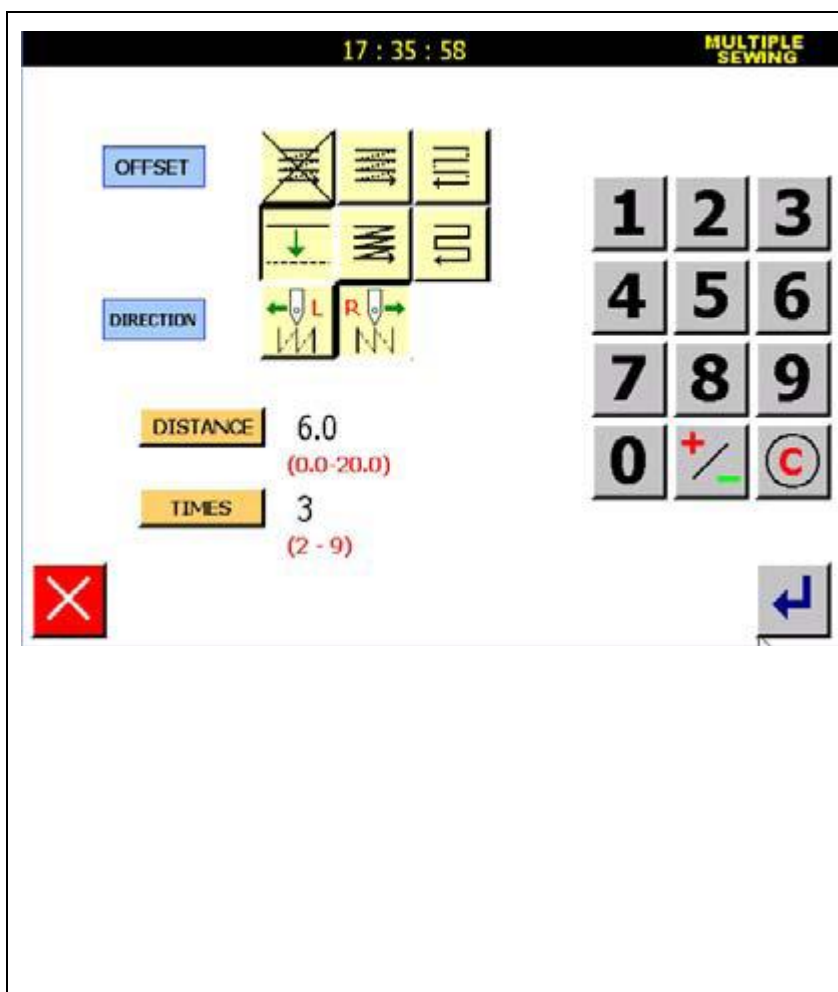 17 : 35 : 58
MULTIPLE
SEWING
OFFSET
DIRECTION
L R
DISTANCE 6.0
(0.0-20.0)
TIMES 3
(2 - 9)
1 2 3
4 5 6
7 8 9
0 +/- C